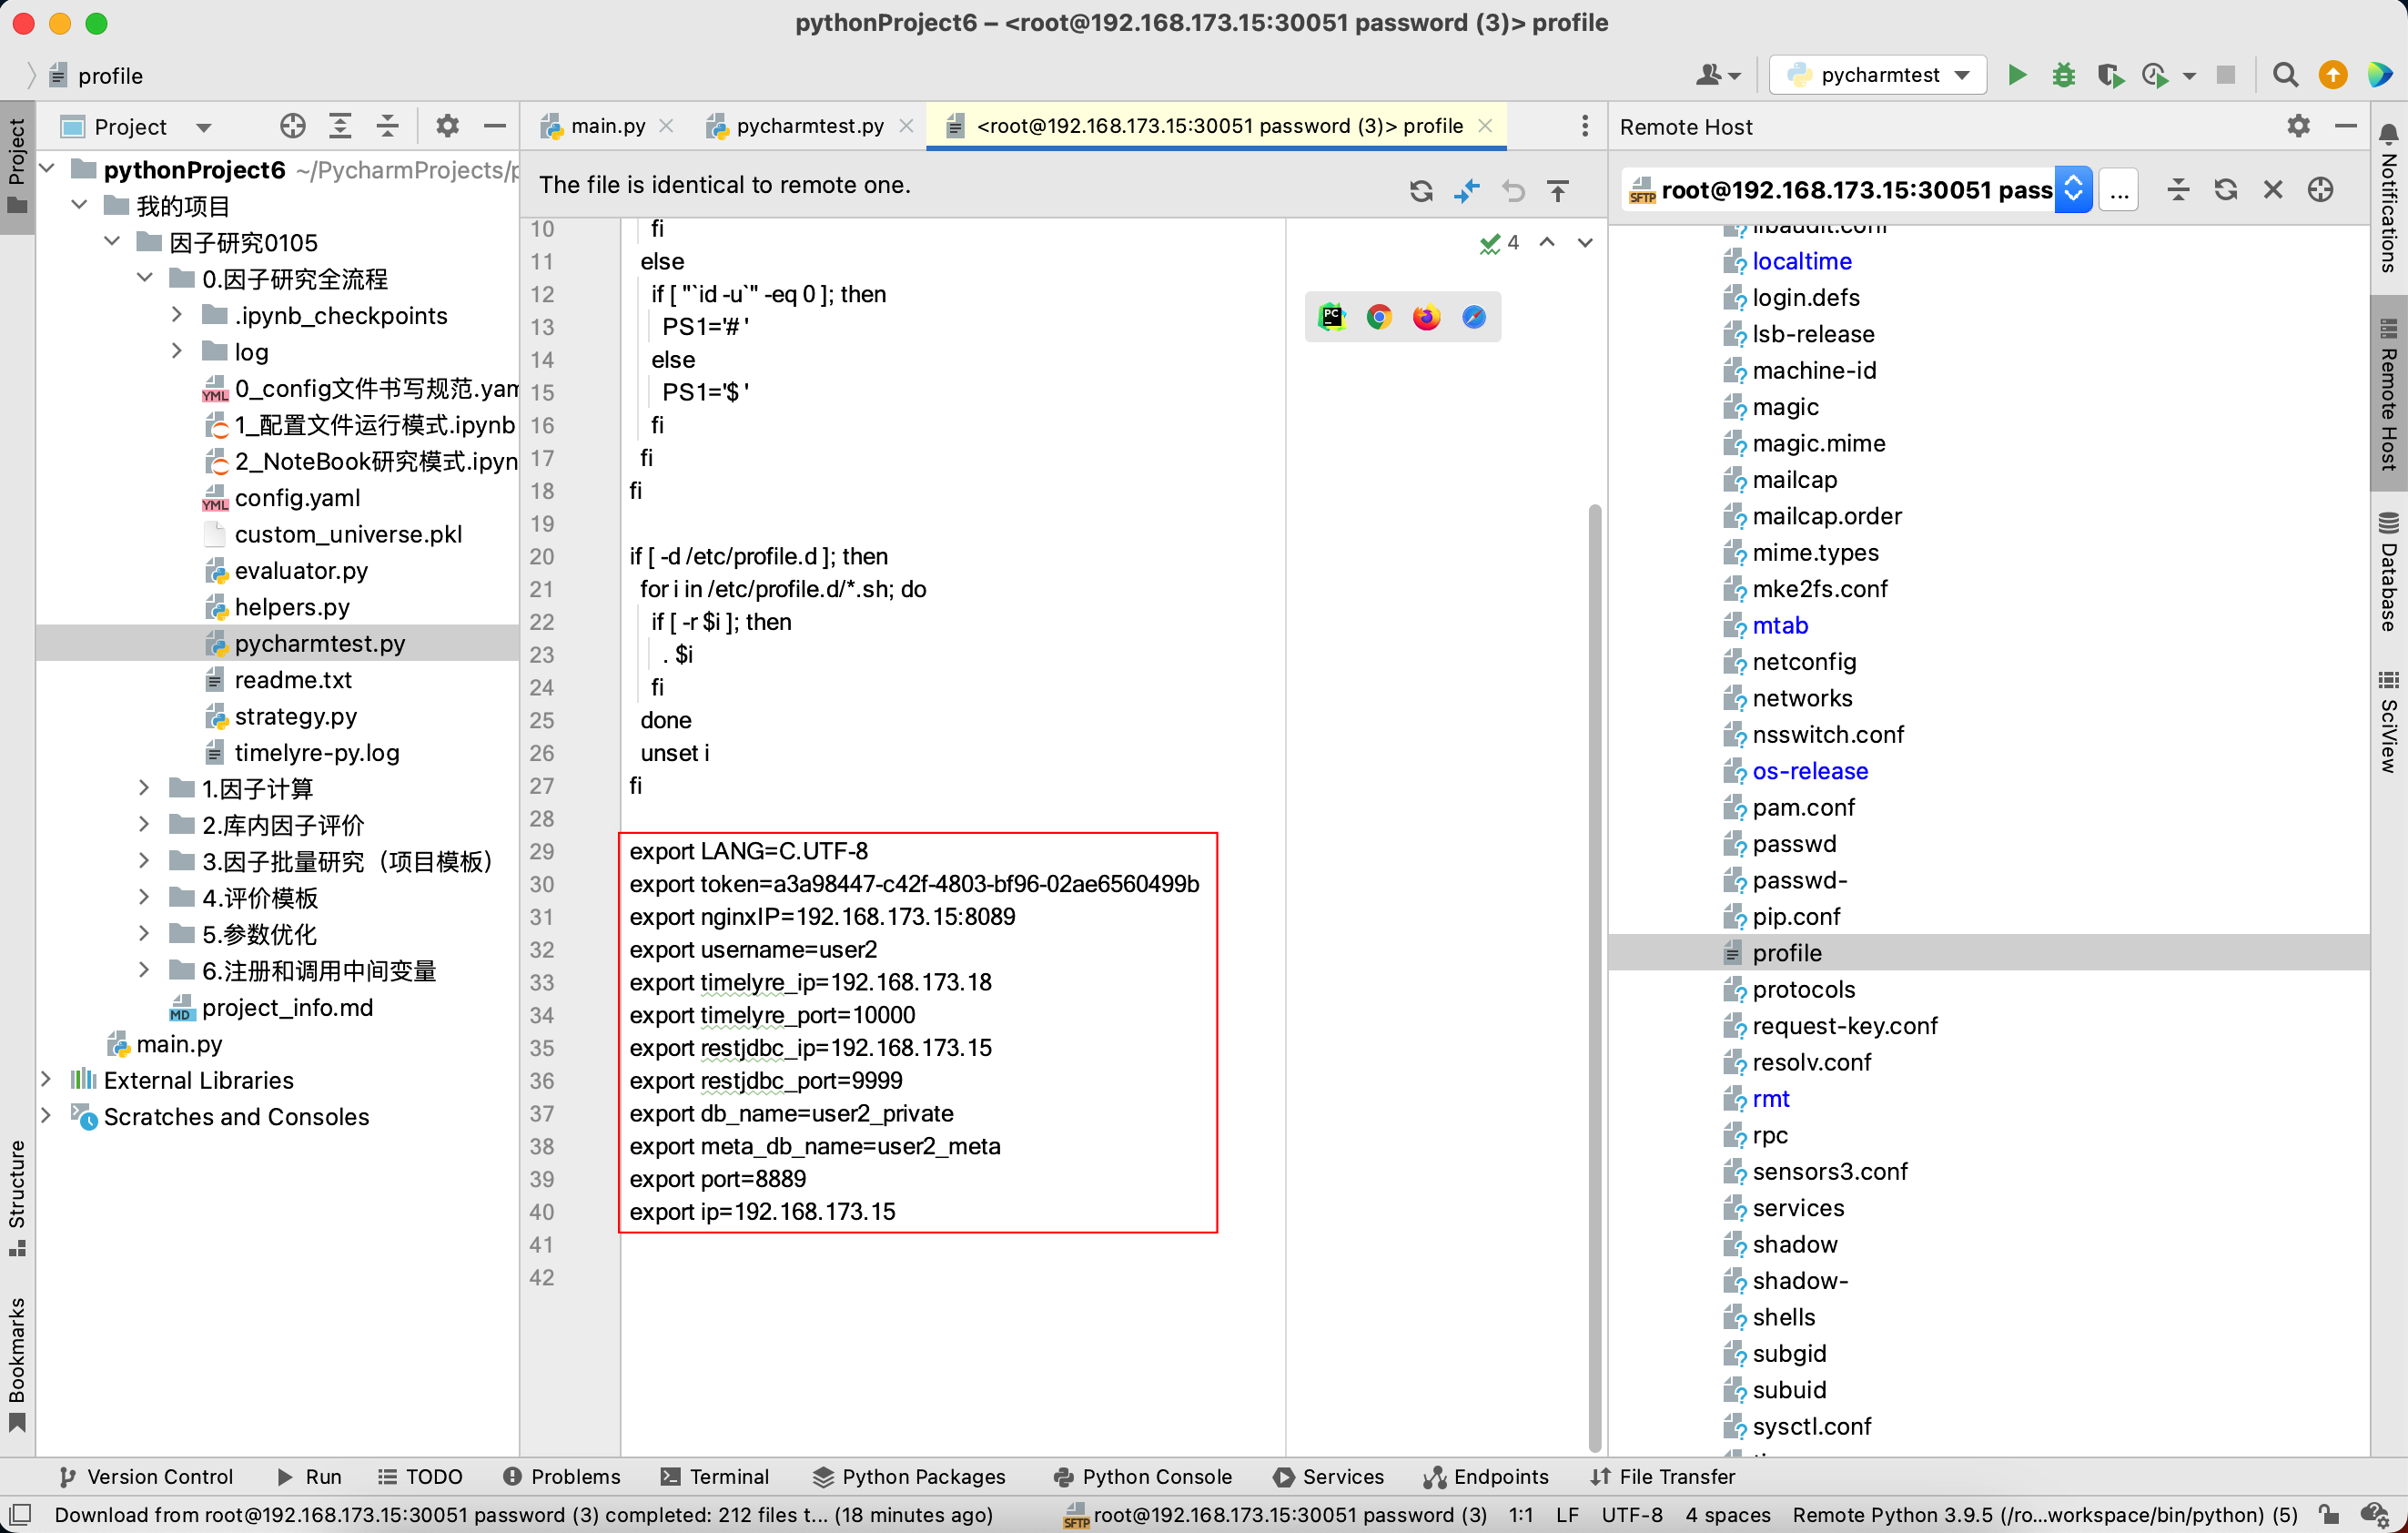 pythonProject6 – <root@192.168.173.15:30051 password (3)> profile
profile
pycharmtest
Project
Project
pythonProject6 ~/PycharmProjects/p
我的项目
因子研究0105
0.因子研究全流程
.ipynb_checkpoints
log
0_config文件书写规范.yam
1_配置文件运行模式.ipynb
2_NoteBook研究模式.ipyn
config.yaml
custom_universe.pkl
evaluator.py
helpers.py
pycharmtest.py
readme.txt
strategy.py
timelyre-py.log
1.因子计算
2.库内因子评价
3.因子批量研究（项目模板）
4.评价模板
5.参数优化
6.注册和调用中间变量
project_info.md
main.py
External Libraries
Scratches and Consoles
Structure
Bookmarks
main.py
pycharmtest.py
<root@192.168.173.15:30051 password (3)> profile
The file is identical to remote one.
4
10 fi
11 else
12 if [ "`id -u`" -eq 0 ]; then
13 PS1='# '
14 else
15 PS1='$ '
16 fi
17 fi
18 fi
19
20 if [ -d /etc/profile.d ]; then
21 for i in /etc/profile.d/*.sh; do
22 if [ -r $i ]; then
23 . $i
24 fi
25 done
26 unset i
27 fi
28
29 export LANG=C.UTF-8
30 export token=a3a98447-c42f-4803-bf96-02ae6560499b
31 export nginxIP=192.168.173.15:8089
32 export username=user2
33 export timelyre_ip=192.168.173.18
34 export timelyre_port=10000
35 export restjdbc_ip=192.168.173.15
36 export restjdbc_port=9999
37 export db_name=user2_private
38 export meta_db_name=user2_meta
39 export port=8889
40 export ip=192.168.173.15
41
42
Remote Host
SFTP root@192.168.173.15:30051 pass
...
libaudit.conf
localtime
login.defs
lsb-release
machine-id
magic
magic.mime
mailcap
mailcap.order
mime.types
mke2fs.conf
mtab
netconfig
networks
nsswitch.conf
os-release
pam.conf
passwd
passwd-
pip.conf
profile
protocols
request-key.conf
resolv.conf
rmt
rpc
sensors3.conf
services
shadow
shadow-
shells
subgid
subuid
sysctl.conf
Notifications
Remote Host
Database
SciView
Version Control
Run
TODO
Problems
Terminal
Python Packages
Python Console
Services
Endpoints
File Transfer
Download from root@192.168.173.15:30051 password (3) completed: 212 files t... (18 minutes ago)
SFTP root@192.168.173.15:30051 password (3)
1:1
LF
UTF-8
4 spaces
Remote Python 3.9.5 (/ro...workspace/bin/python) (5)